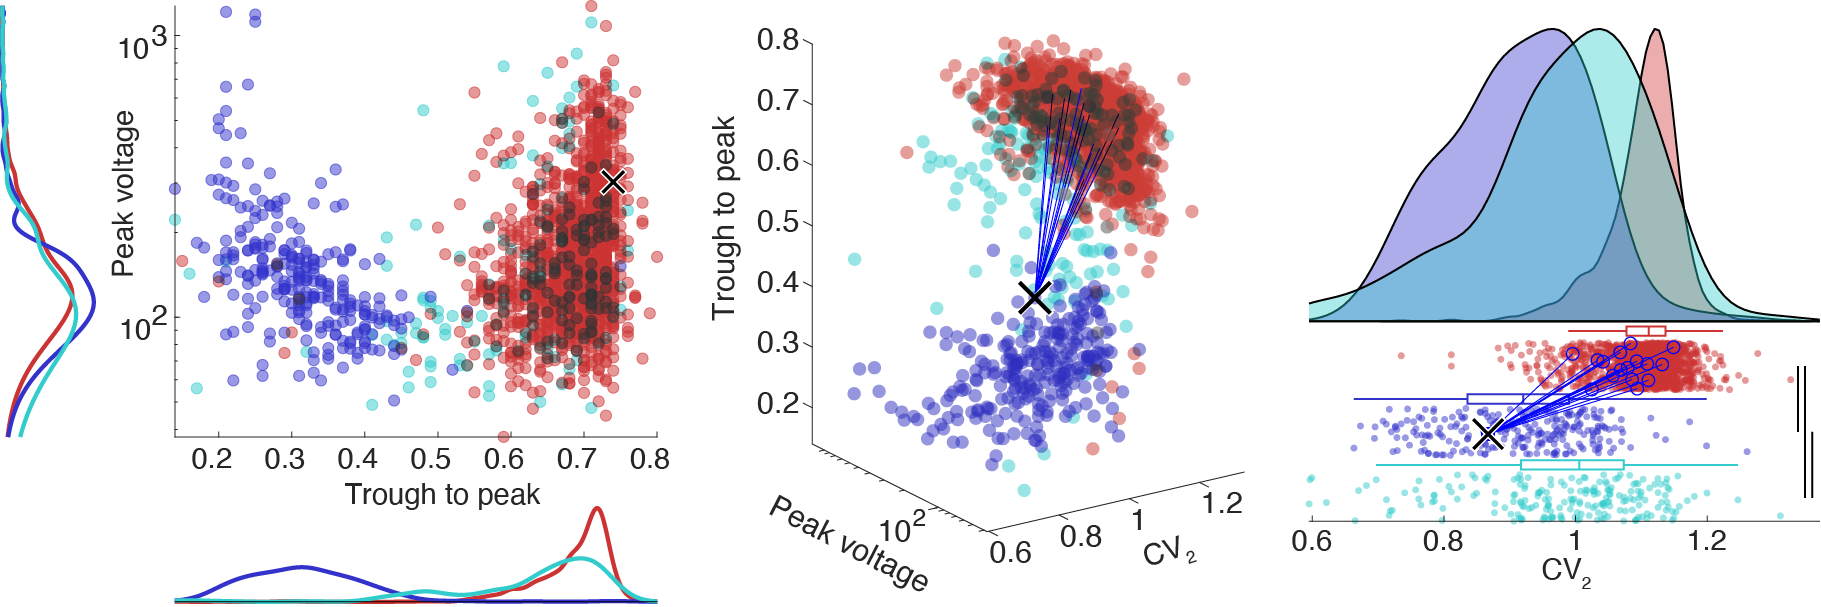 10³
10²
Peak voltage
0.2 0.3 0.4 0.5 0.6 0.7 0.8
Trough to peak
0.8
0.7
0.6
0.5
0.4
0.3
0.2
Trough to peak
10²
Peak voltage
0.6 0.8 1 1.2
CV₂
0.6 0.8 1 1.2
CV₂